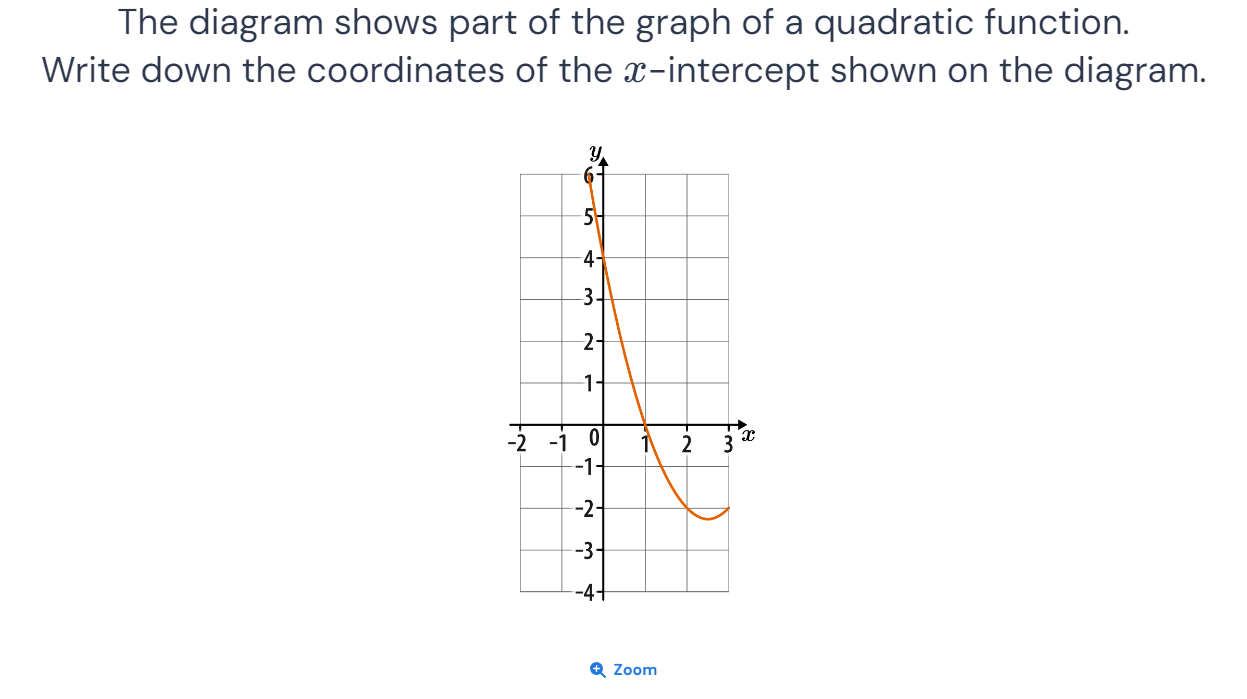 The diagram shows part of the graph of a quadratic function.
Write down the coordinates of the x-intercept shown on the diagram.
y
6
5
4
3
2
1
-2 -1 0 1 2 3 x
-1
-2
-3
-4
Zoom